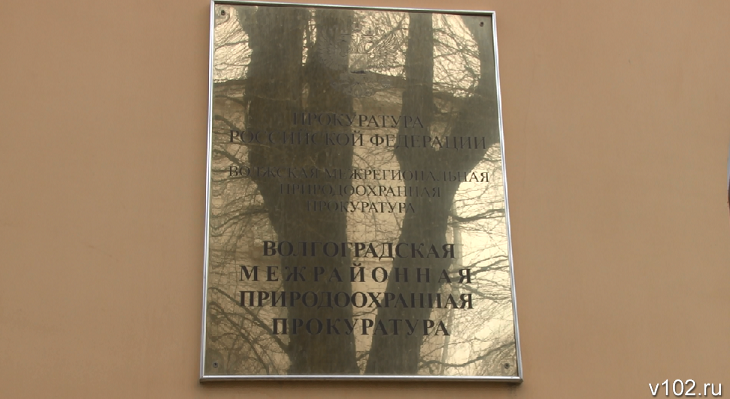 ПРОКУРАТУРА
РОССИЙСКОЙ ФЕДЕРАЦИИ
ВОЛЖСКАЯ МЕЖРЕГИОНАЛЬНАЯ
ПРИРОДООХРАННАЯ
ПРОКУРАТУРА
ВОЛГОГРАДСКАЯ
МЕЖРАЙОННАЯ
ПРИРОДООХРАННАЯ
ПРОКУРАТУРА
v102.ru